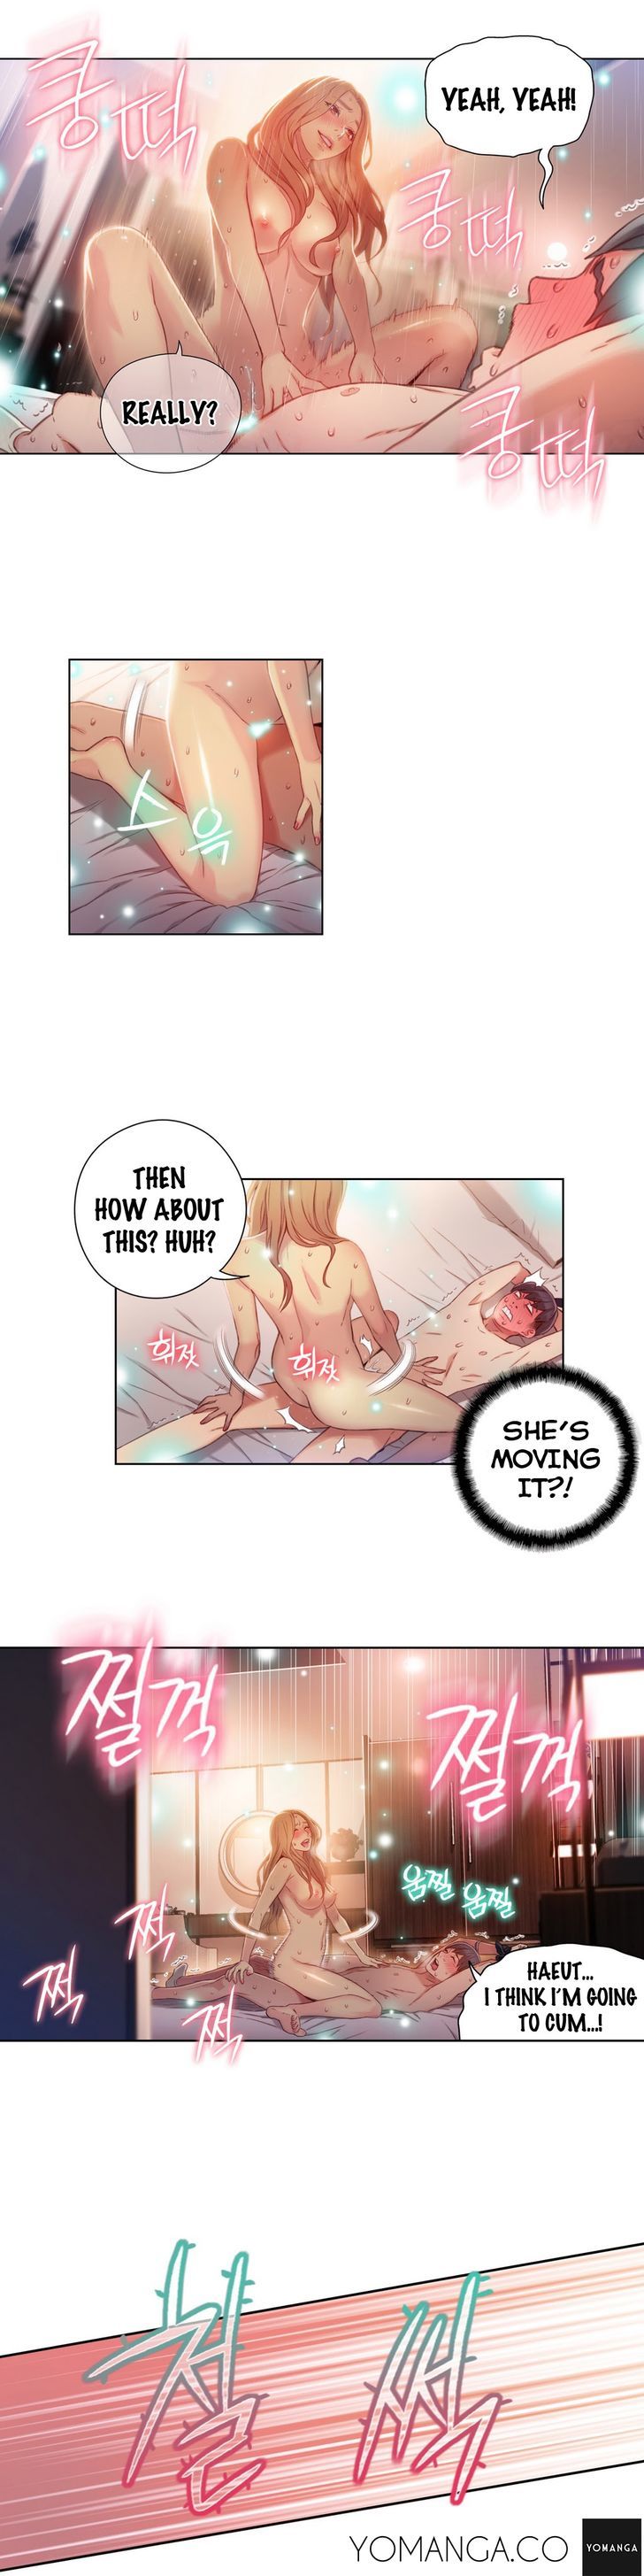 쿵떡
YEAH, YEAH!
쿵떡
REALLY?
쿵떡
스윽
THEN
HOW ABOUT
THIS? HUH?
휘젓
휘젓
SHE'S
MOVING
IT?!
쩔꺽
쩔꺽
움찔 움찔
쩍
쩍
쩍
HAEUT...
I THINK I'M GOING
TO CUM...!
철썩
YOMANGA.CO
YOMANGA